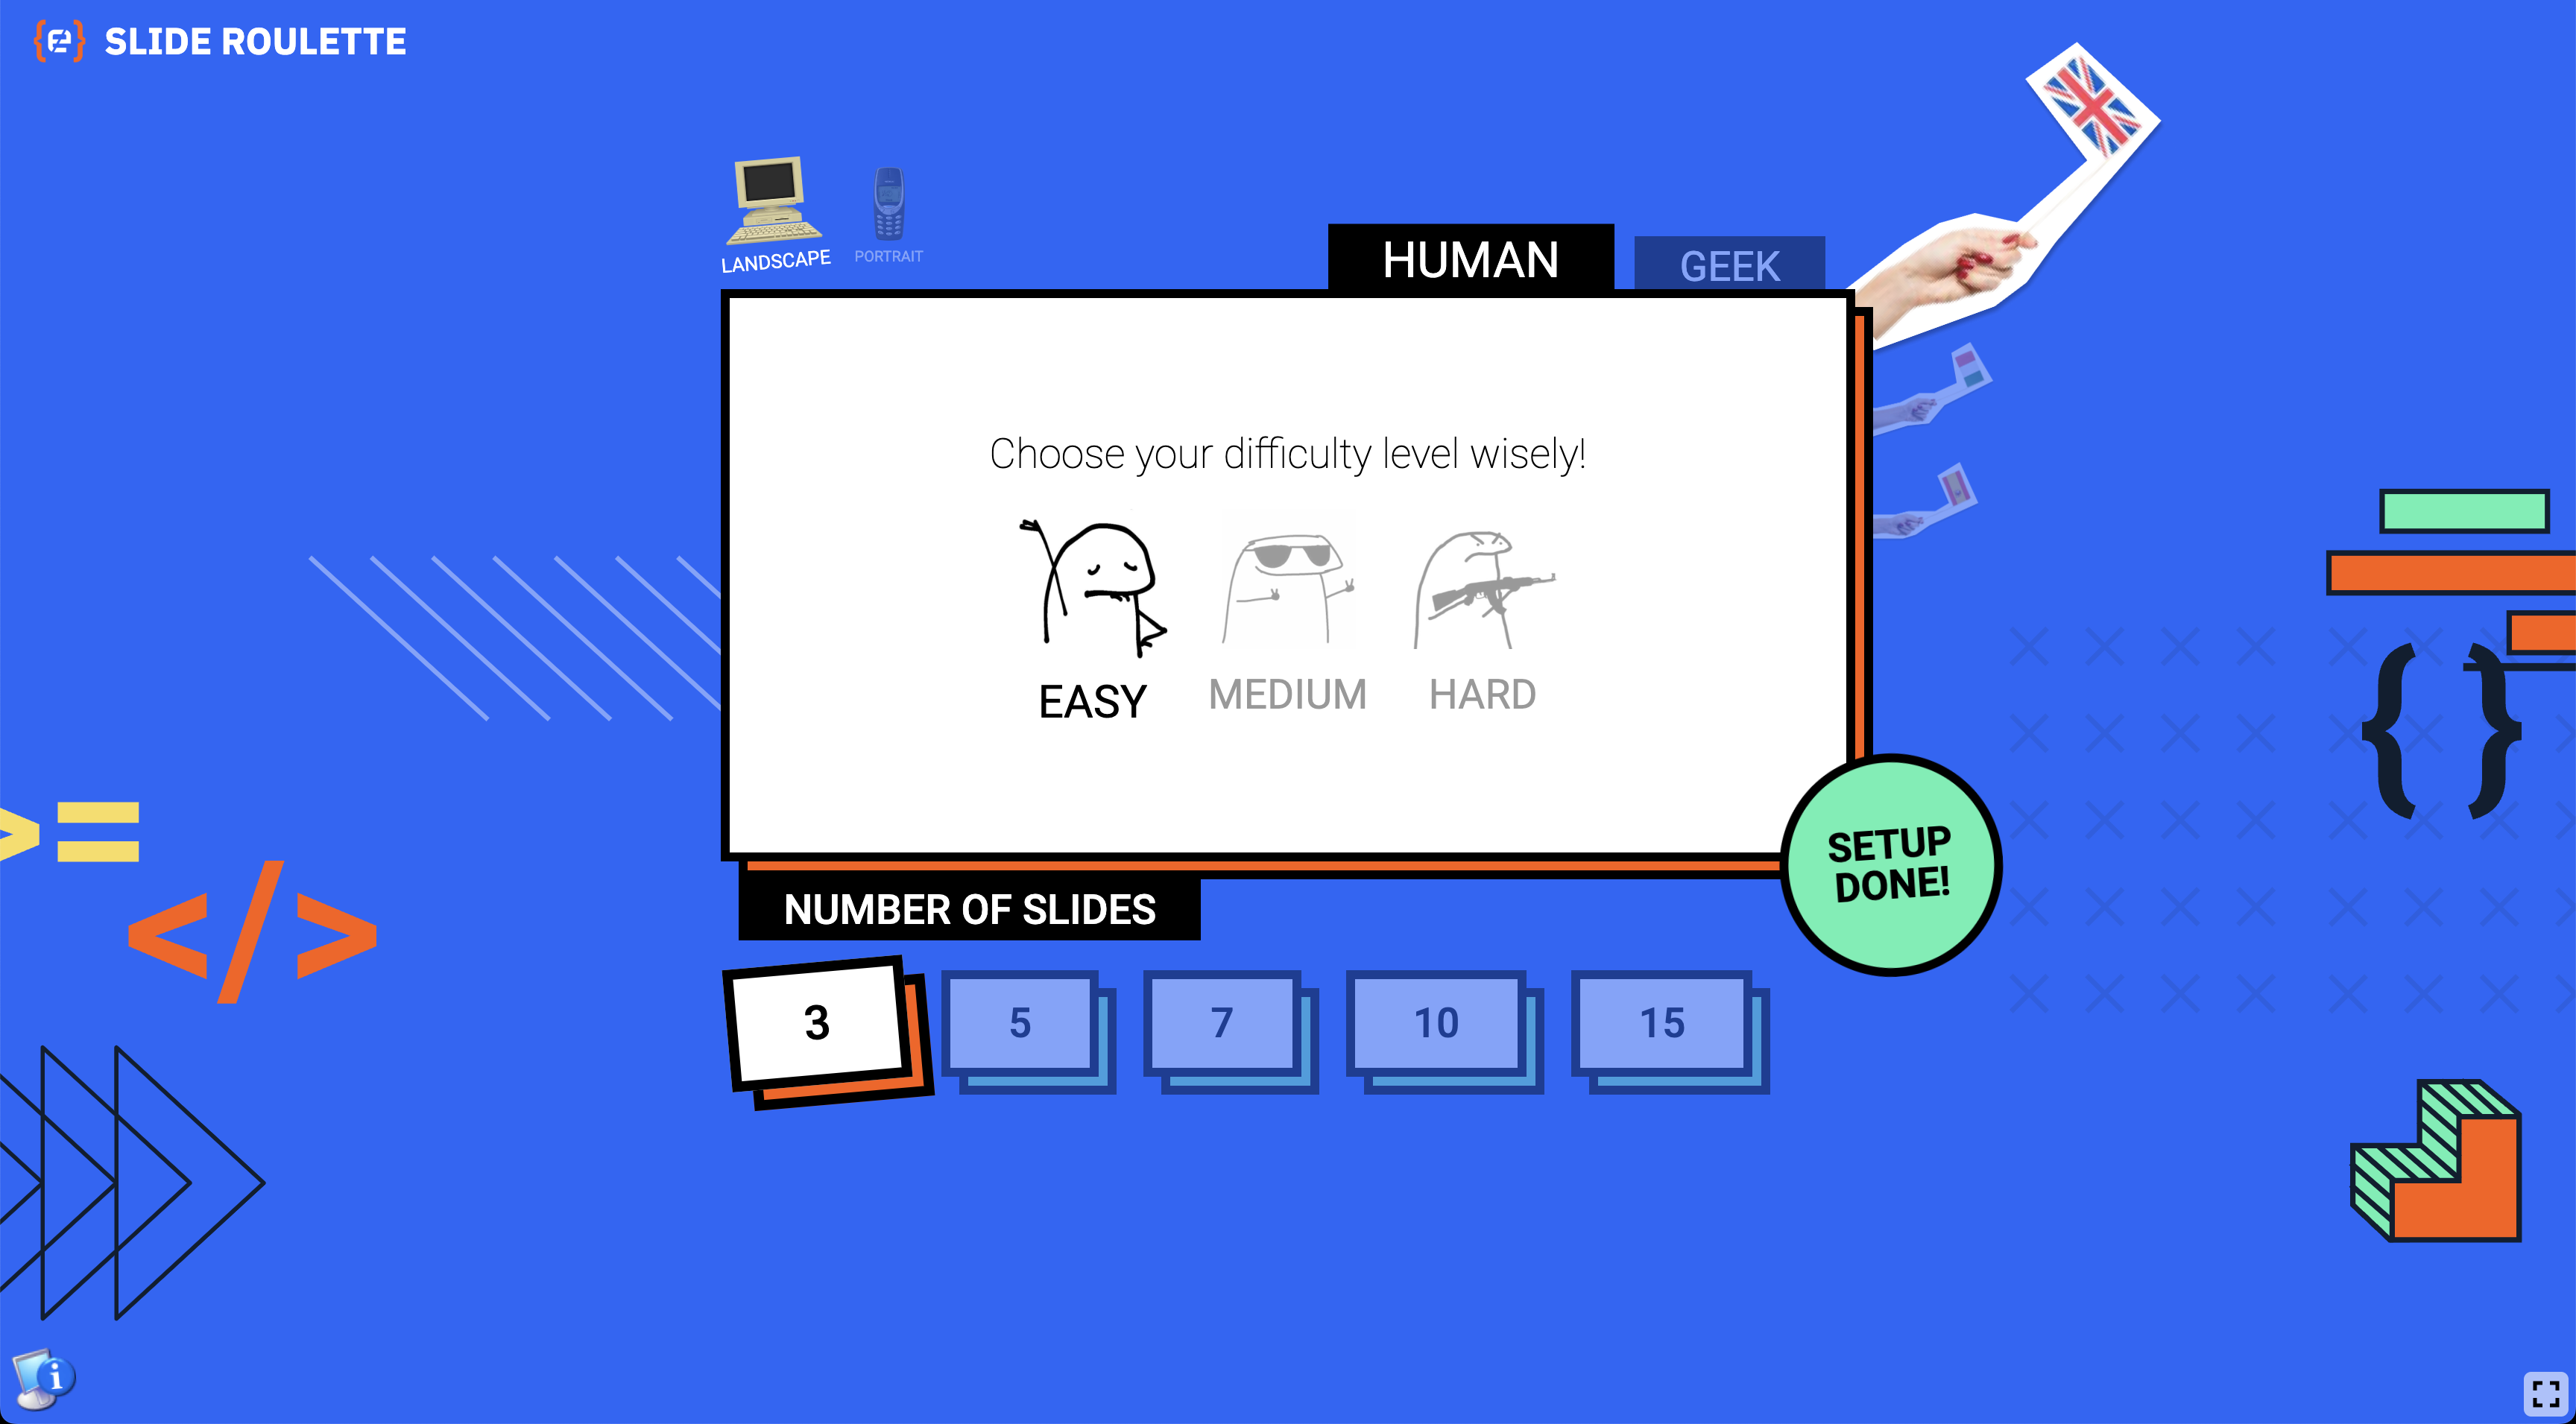 SLIDE ROULETTE
LANDSCAPE
PORTRAIT
HUMAN
GEEK
Choose your difficulty level wisely!
EASY
MEDIUM
HARD
SETUP
DONE!
NUMBER OF SLIDES
3
5
7
10
15
>=
</>
{ }